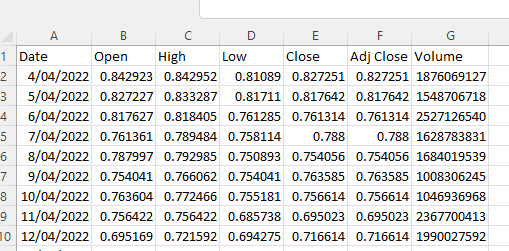 A B C D E F G
1 Date Open High Low Close Adj Close Volume
2 4/04/2022 0.842923 0.842952 0.81089 0.827251 0.827251 1876069127
3 5/04/2022 0.827227 0.833287 0.81711 0.817642 0.817642 1548706718
4 6/04/2022 0.817627 0.818405 0.761285 0.761314 0.761314 2527126540
5 7/04/2022 0.761361 0.789484 0.758114 0.788 0.788 1628783831
6 8/04/2022 0.787997 0.792985 0.750893 0.754056 0.754056 1684019539
7 9/04/2022 0.754041 0.766062 0.754041 0.763585 0.763585 1008306245
8 10/04/2022 0.763604 0.772466 0.755181 0.756614 0.756614 1046936968
9 11/04/2022 0.756422 0.756422 0.685738 0.695023 0.695023 2367700413
10 12/04/2022 0.695169 0.721592 0.694275 0.716614 0.716614 1990027592